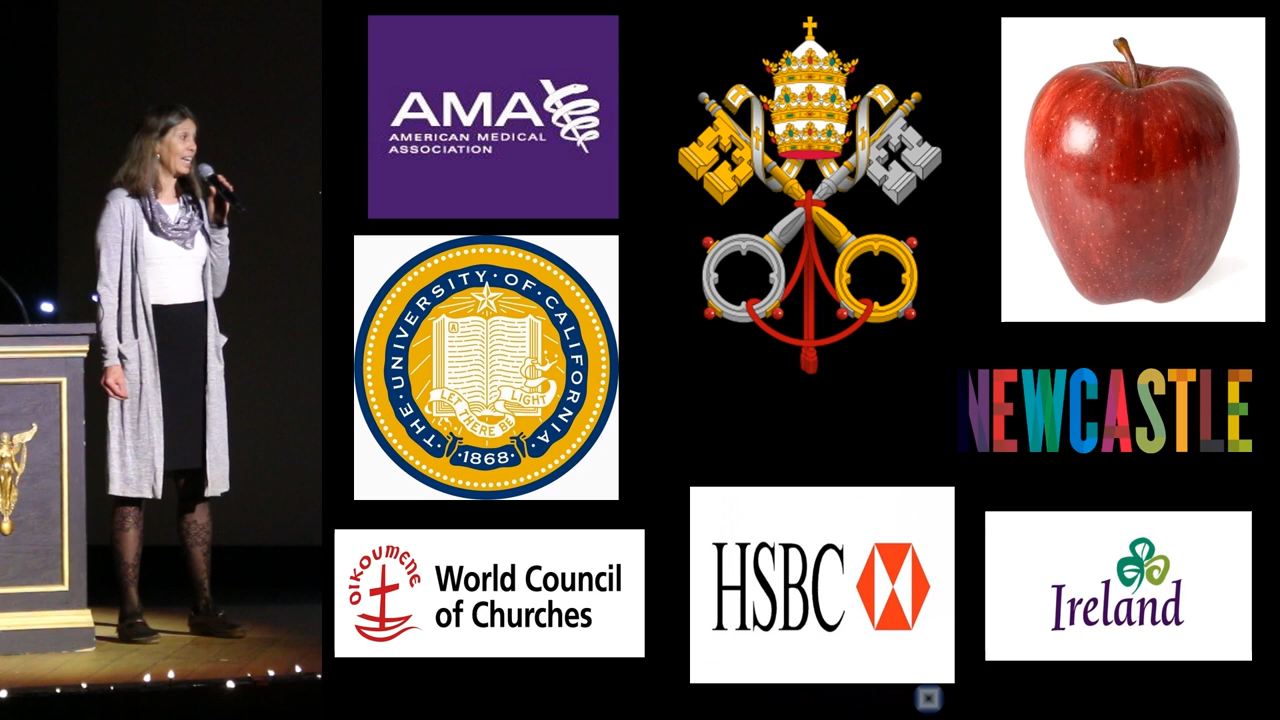 AMA
AMERICAN MEDICAL
ASSOCIATION
THE·UNIVERSITY·OF·CALIFORNIA·
A
LET THERE BE LIGHT
·1868·
NEWCASTLE
OIKOUMENE
World Council
of Churches
HSBC
Ireland